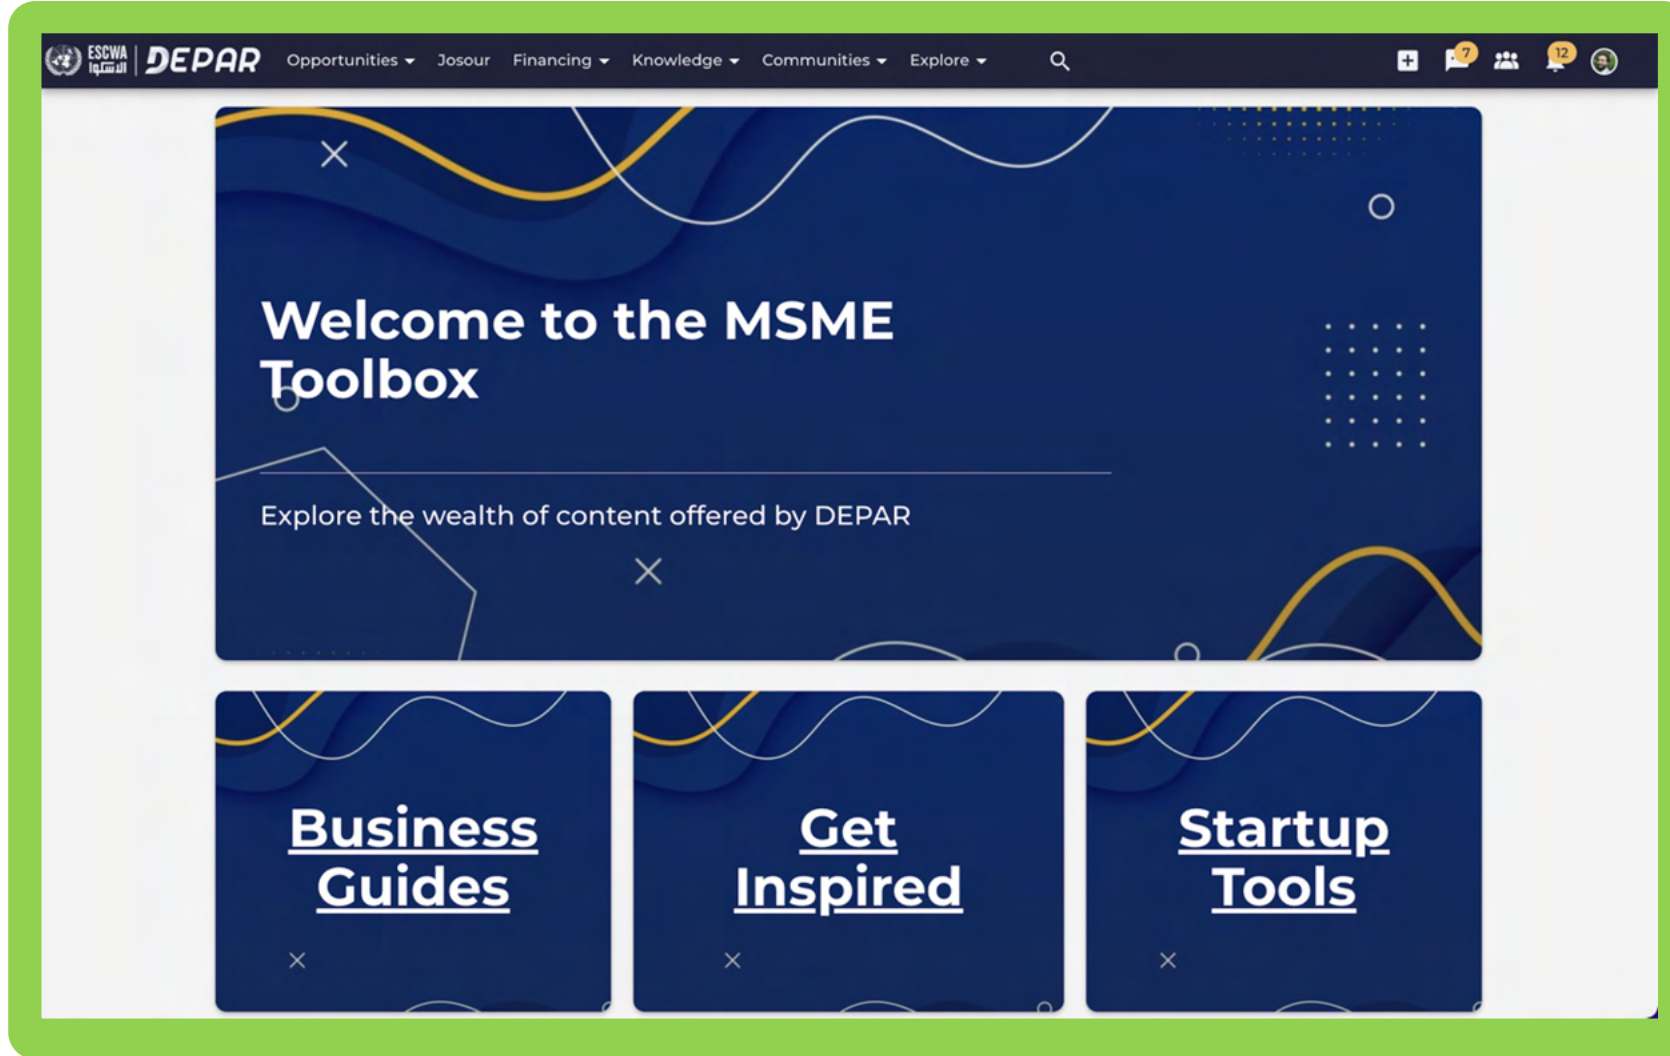 ESCWA
الإسكوا
DEPAR
Opportunities
Josour
Financing
Knowledge
Communities
Explore
7
12
Welcome to the MSME
Toolbox
Explore the wealth of content offered by DEPAR
Business
Guides
Get
Inspired
Startup
Tools